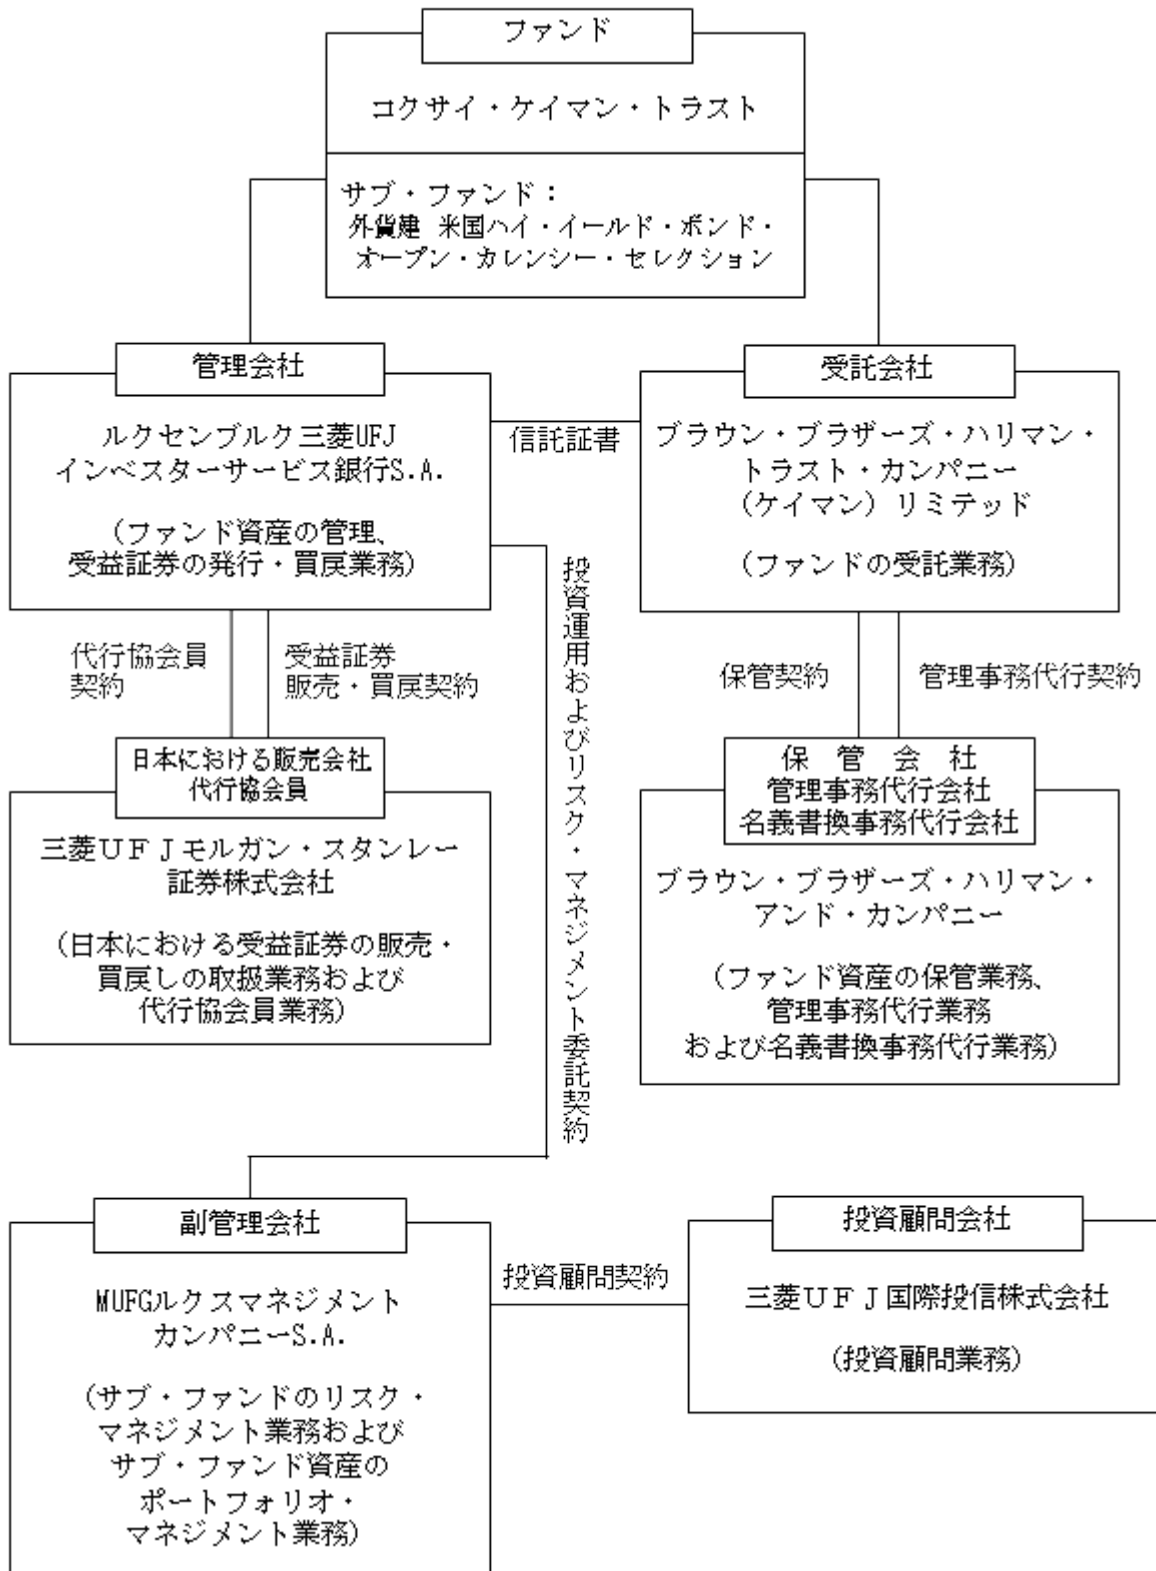 ファンド
コクサイ・ケイマン・トラスト
サブ・ファンド：
外貨建 米国ハイ・イールド・ボンド・
オープン・カレンシー・セレクション
管理会社
ルクセンブルク三菱UFJ
インベスターサービス銀行S.A.
(ファンド資産の管理、
受益証券の発行・買戻業務)
信託証書
受託会社
ブラウン・ブラザーズ・ハリマン・
トラスト・カンパニー
(ケイマン) リミテッド
(ファンドの受託業務)
代行協会員
契約
受益証券
販売・買戻契約
投資運用およびリスク・マネジメント委託契約
保管契約
管理事務代行契約
日本における販売会社
代行協会員
三菱ＵＦＪモルガン・スタンレー
証券株式会社
(日本における受益証券の販売・
買戻しの取扱業務および
代行協会員業務)
保 管 会 社
管理事務代行会社
名義書換事務代行会社
ブラウン・ブラザーズ・ハリマン・
アンド・カンパニー
(ファンド資産の保管業務、
管理事務代行業務
および名義書換事務代行業務)
副管理会社
MUFGルクスマネジメント
カンパニーS.A.
(サブ・ファンドのリスク・
マネジメント業務および
サブ・ファンド資産の
ポートフォリオ・
マネジメント業務)
投資顧問契約
投資顧問会社
三菱ＵＦＪ国際投信株式会社
(投資顧問業務)